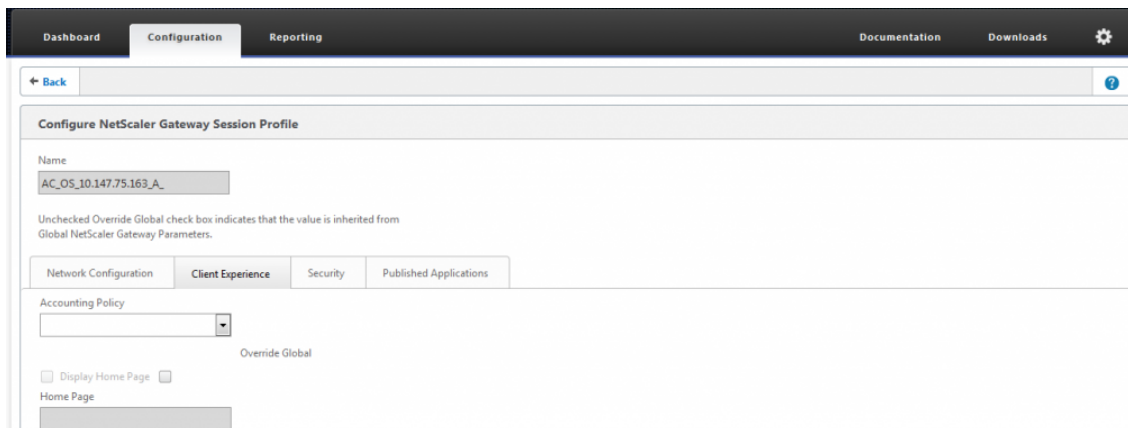 Dashboard Configuration Reporting Documentation Downloads
Back
Configure NetScaler Gateway Session Profile
Name
AC_OS_10.147.75.163_A_
Unchecked Override Global check box indicates that the value is inherited from
Global NetScaler Gateway Parameters.
Network Configuration Client Experience Security Published Applications
Accounting Policy
Override Global
Display Home Page
Home Page